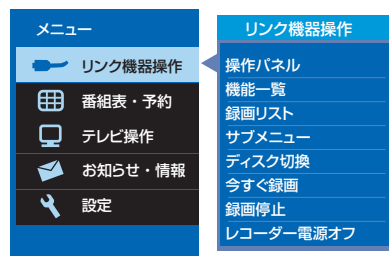 メニュー
リンク機器操作
番組表・予約
テレビ操作
お知らせ・情報
設定
リンク機器操作
操作パネル
機能一覧
録画リスト
サブメニュー
ディスク切換
今すぐ録画
録画停止
レコーダー電源オフ